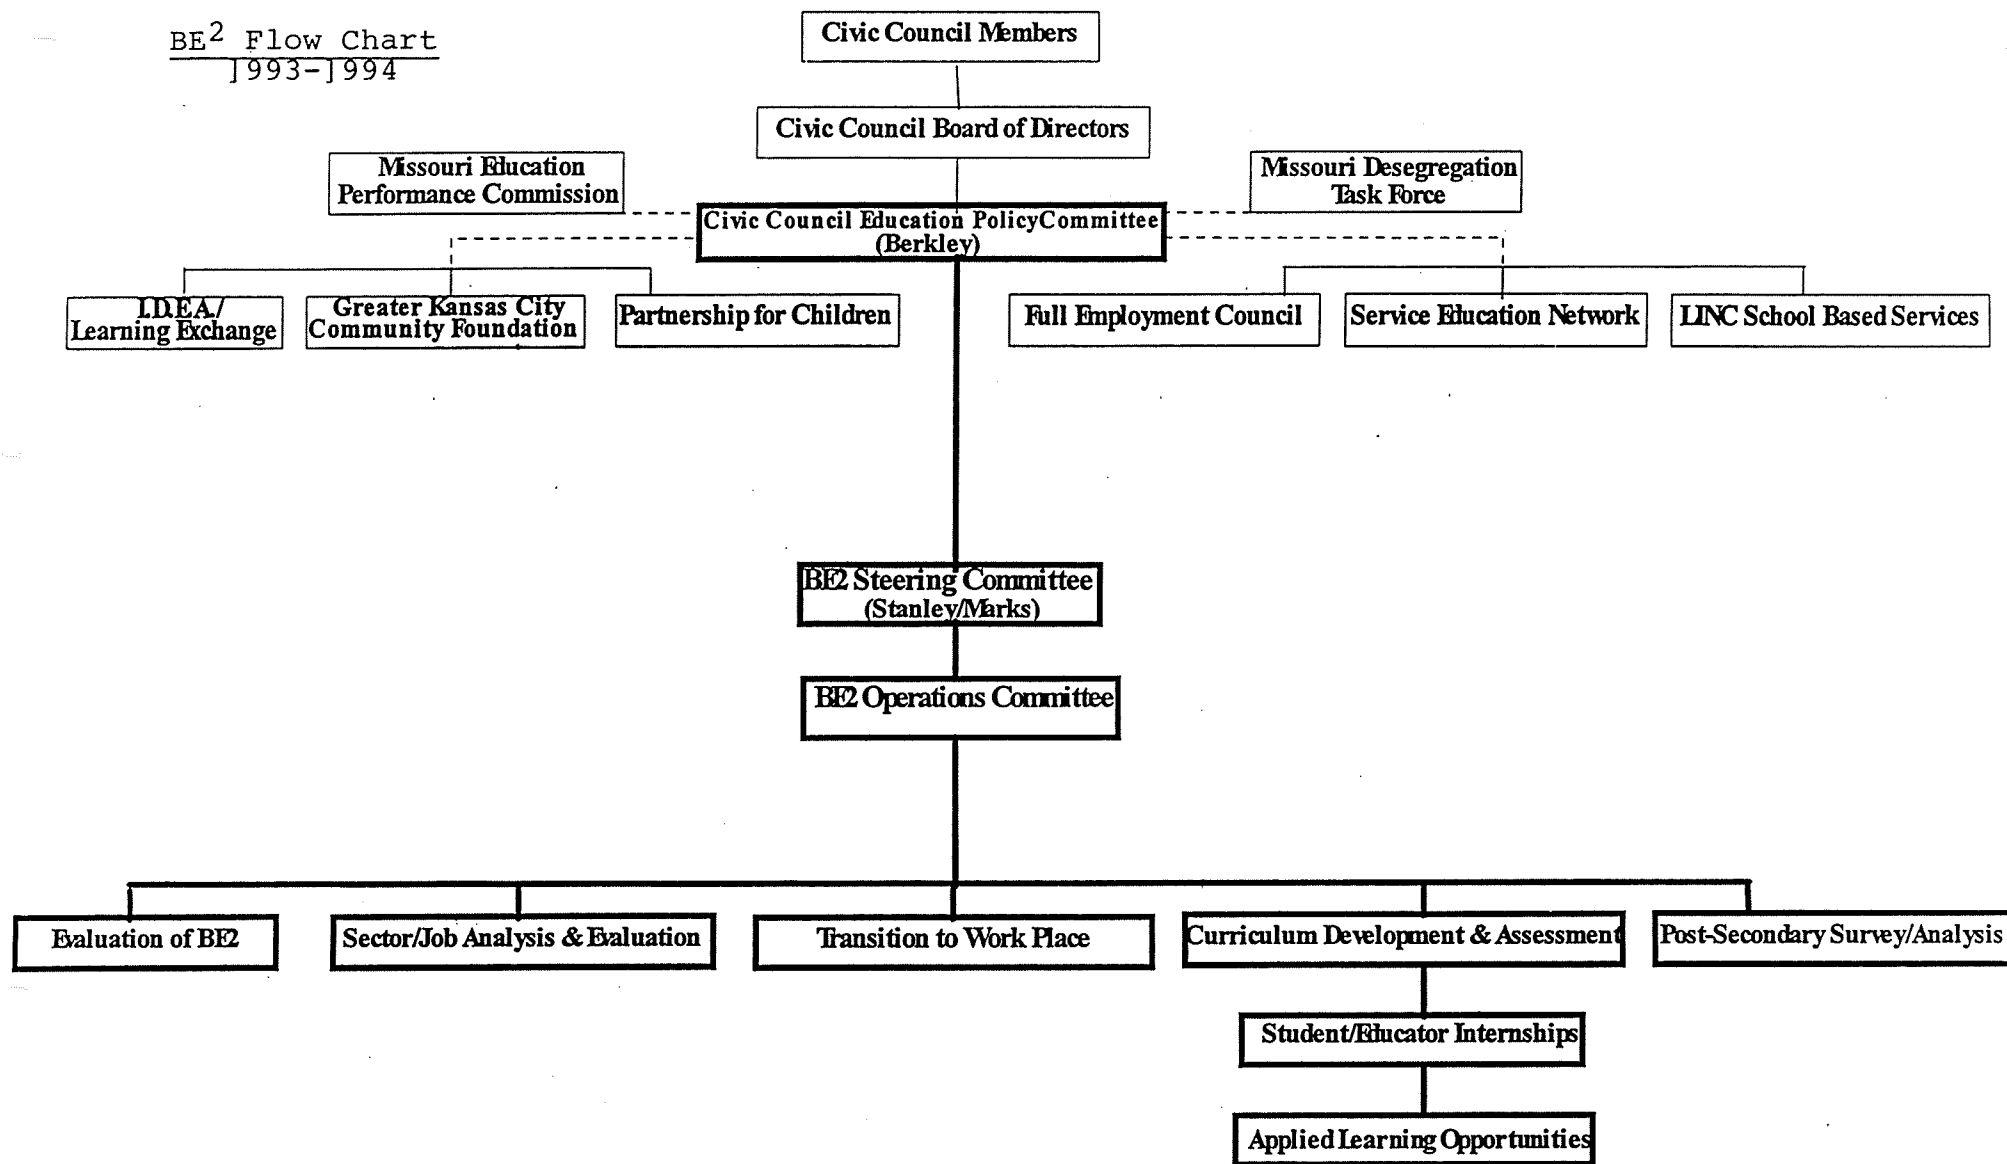 BE² Flow Chart
1993-1994
Civic Council Members
Civic Council Board of Directors
Missouri Education
Performance Commission
Missouri Desegregation
Task Force
Civic Council Education PolicyCommittee
(Berkley)
I.D.E.A./
Learning Exchange
Greater Kansas City
Community Foundation
Partnership for Children
Full Employment Council
Service Education Network
LINC School Based Services
BE2 Steering Committee
(Stanley/Marks)
BE2 Operations Committee
Evaluation of BE2
Sector/Job Analysis & Evaluation
Transition to Work Place
Curriculum Development & Assessment
Post-Secondary Survey/Analysis
Student/Educator Internships
Applied Learning Opportunities